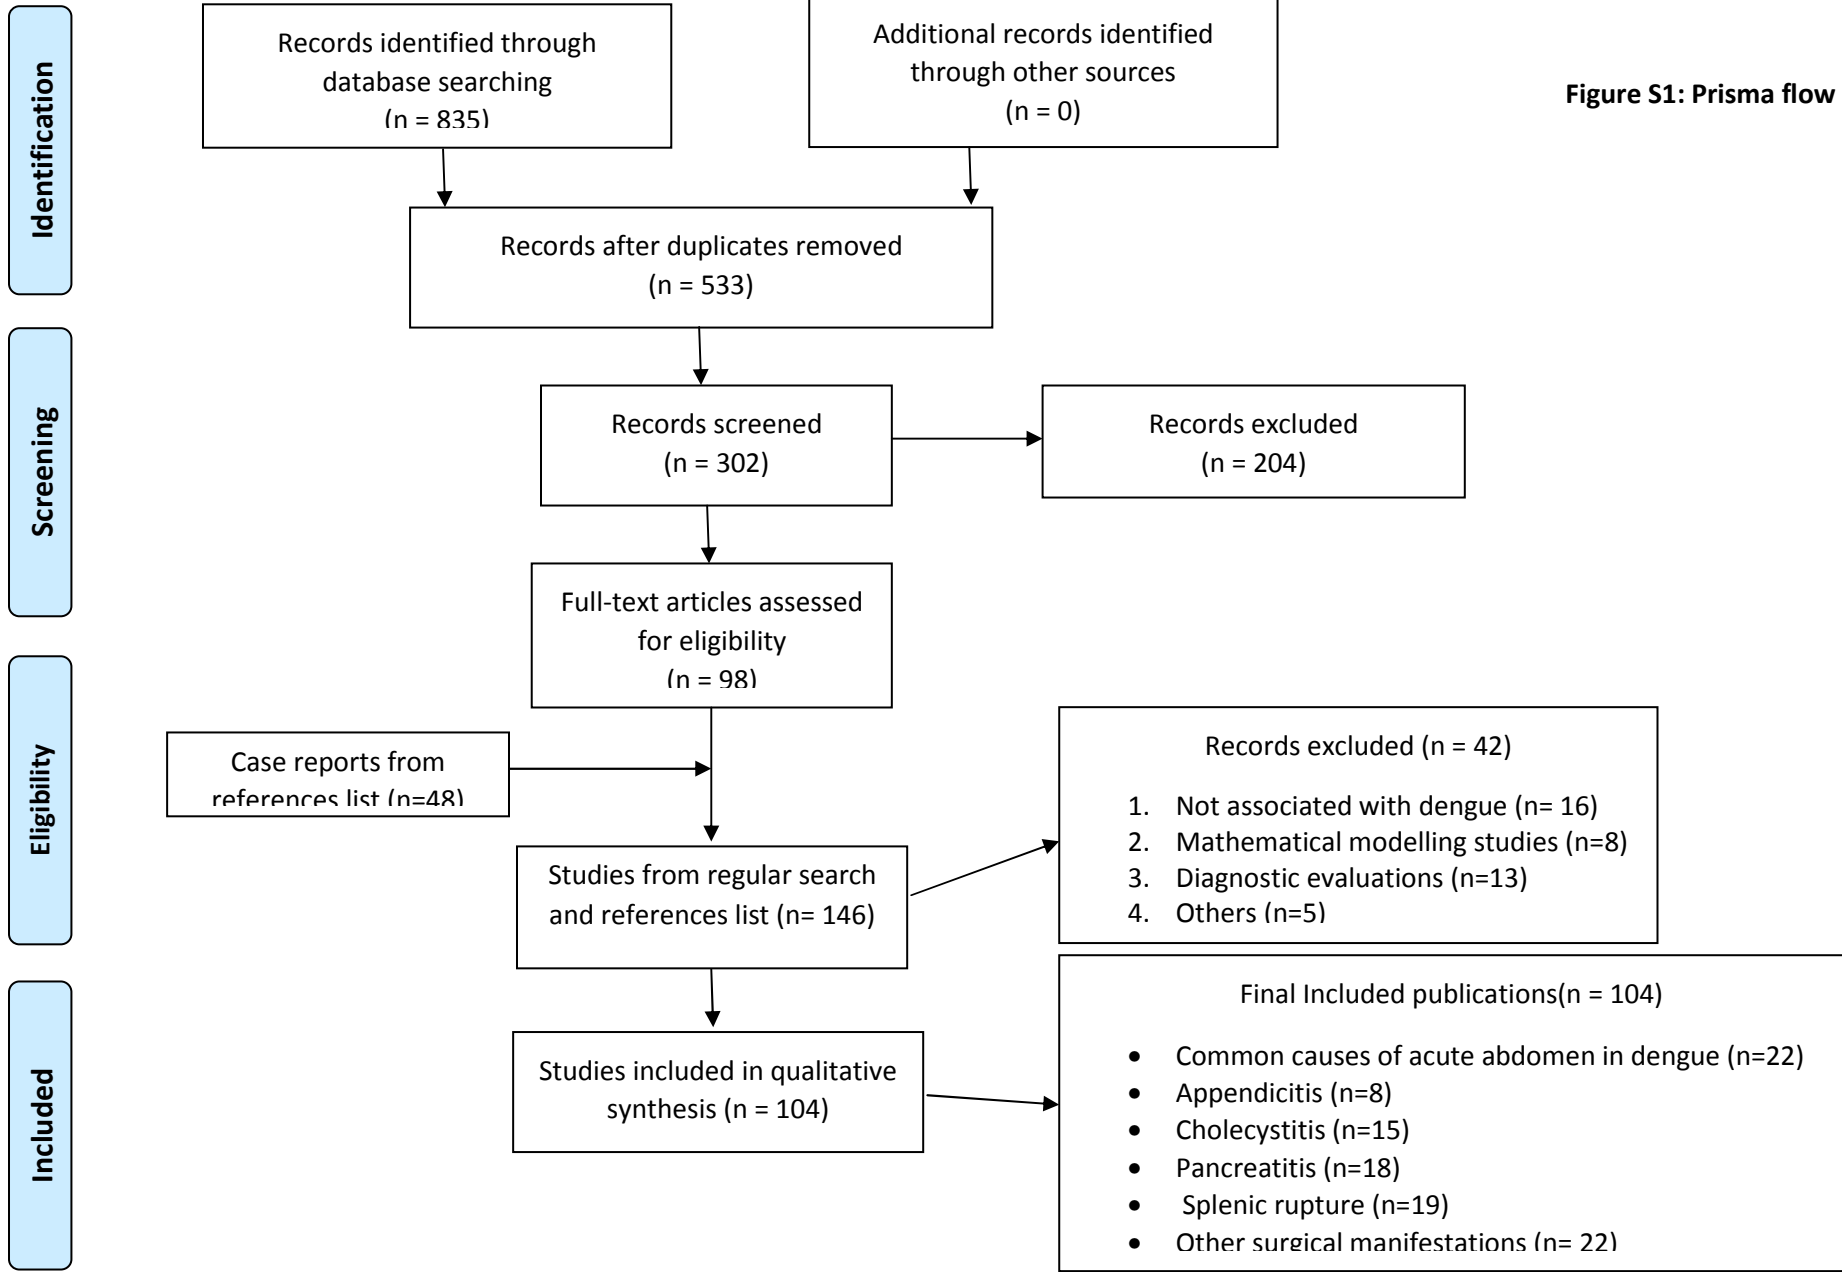 Identification
Records identified through
database searching
(n = 835)
Additional records identified
through other sources
(n = 0)
Figure S1: Prisma flow
Records after duplicates removed
(n = 533)
Screening
Records screened
(n = 302)
Records excluded
(n = 204)
Full-text articles assessed
for eligibility
(n = 98)
Eligibility
Case reports from
references list (n=48)
Studies from regular search
and references list (n= 146)
Records excluded (n = 42)
1. Not associated with dengue (n= 16)
2. Mathematical modelling studies (n=8)
3. Diagnostic evaluations (n=13)
4. Others (n=5)
Included
Studies included in qualitative
synthesis (n = 104)
Final Included publications(n = 104)
• Common causes of acute abdomen in dengue (n=22)
• Appendicitis (n=8)
• Cholecystitis (n=15)
• Pancreatitis (n=18)
• Splenic rupture (n=19)
• Other surgical manifestations (n= 22)